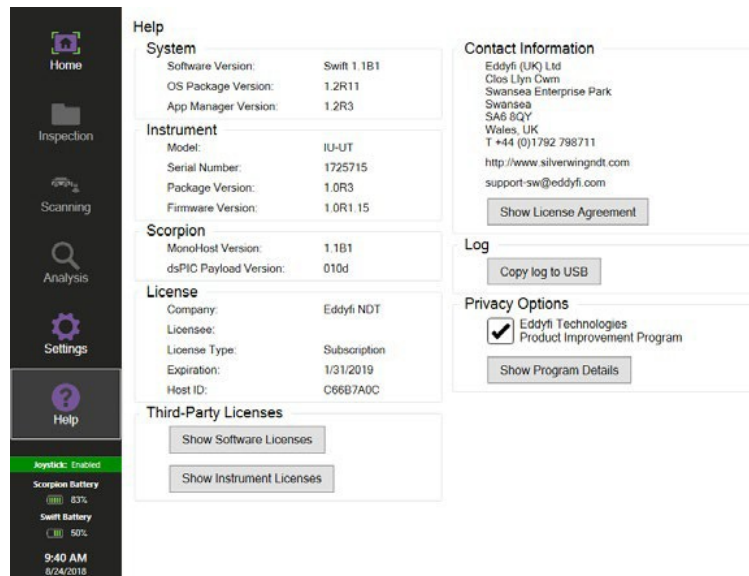 Home
Inspection
Scanning
Analysis
Settings
Help
Joystick: Enabled
Scorpion Battery
83%
Swift Battery
50%
9:40 AM
8/24/2018
Help
System
Software Version: Swift 1.1B1
OS Package Version: 1.2R11
App Manager Version: 1.2R3
Instrument
Model: IU-UT
Serial Number: 1725715
Package Version: 1.0R3
Firmware Version: 1.0R1.15
Scorpion
MonoHost Version: 1.1B1
dsPIC Payload Version: 010d
License
Company: Eddyfi NDT
Licensee:
License Type: Subscription
Expiration: 1/31/2019
Host ID: C66B7A0C
Third-Party Licenses
Show Software Licenses
Show Instrument Licenses
Contact Information
Eddyfi (UK) Ltd
Clos Llyn Cwm
Swansea Enterprise Park
Swansea
SA6 8QY
Wales, UK
T +44 (0)1792 798711
http://www.silverwingndt.com
support-sw@eddyfi.com
Show License Agreement
Log
Copy log to USB
Privacy Options
Eddyfi Technologies
Product Improvement Program
Show Program Details